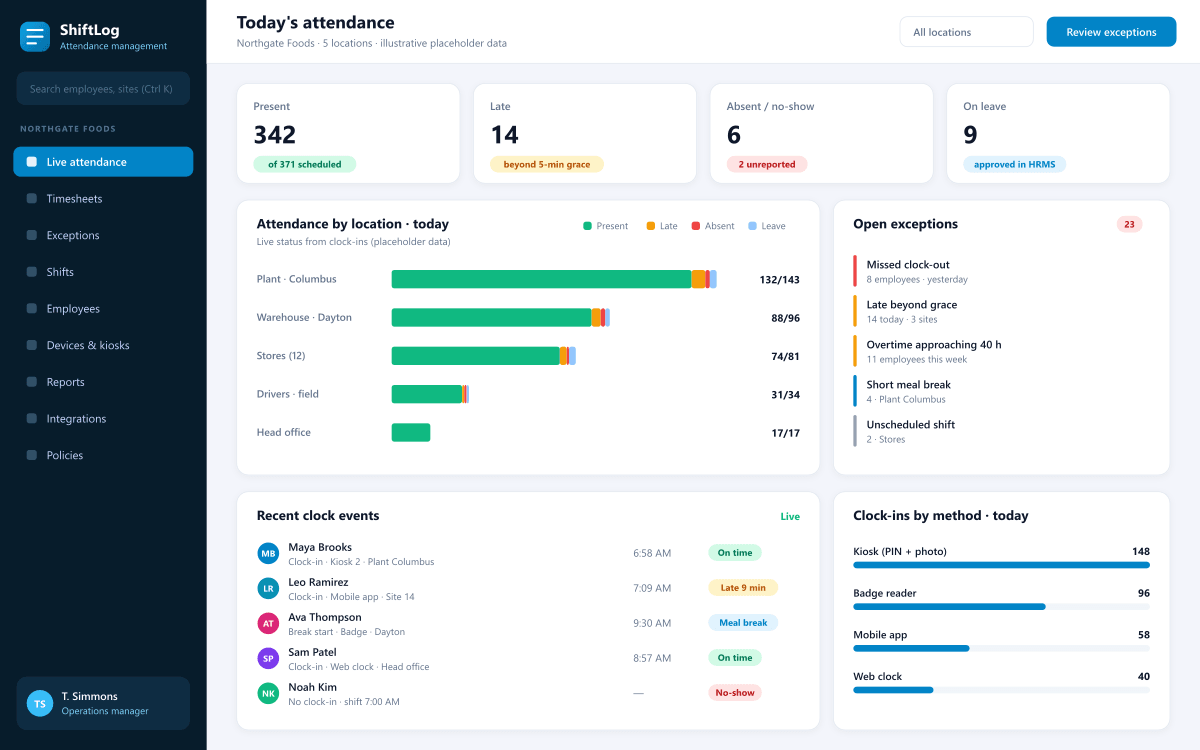 ShiftLog
Attendance management
Search employees, sites (Ctrl K)
NORTHGATE FOODS
Live attendance
Timesheets
Exceptions
Shifts
Employees
Devices & kiosks
Reports
Integrations
Policies
TS
T. Simmons
Operations manager
Today's attendance
Northgate Foods · 5 locations · illustrative placeholder data
All locations
Review exceptions
Present
342
of 371 scheduled
Late
14
beyond 5-min grace
Absent / no-show
6
2 unreported
On leave
9
approved in HRMS
Attendance by location · today
Live status from clock-ins (placeholder data)
Present
Late
Absent
Leave
Plant · Columbus
132/143
Warehouse · Dayton
88/96
Stores (12)
74/81
Drivers · field
31/34
Head office
17/17
Open exceptions
23
Missed clock-out
8 employees · yesterday
Late beyond grace
14 today · 3 sites
Overtime approaching 40 h
11 employees this week
Short meal break
4 · Plant Columbus
Unscheduled shift
2 · Stores
Recent clock events
Live
MB
Maya Brooks
Clock-in · Kiosk 2 · Plant Columbus
6:58 AM
On time
LR
Leo Ramirez
Clock-in · Mobile app · Site 14
7:09 AM
Late 9 min
AT
Ava Thompson
Break start · Badge · Dayton
9:30 AM
Meal break
SP
Sam Patel
Clock-in · Web clock · Head office
8:57 AM
On time
NK
Noah Kim
No clock-in · shift 7:00 AM
—
No-show
Clock-ins by method · today
Kiosk (PIN + photo)
148
Badge reader
96
Mobile app
58
Web clock
40